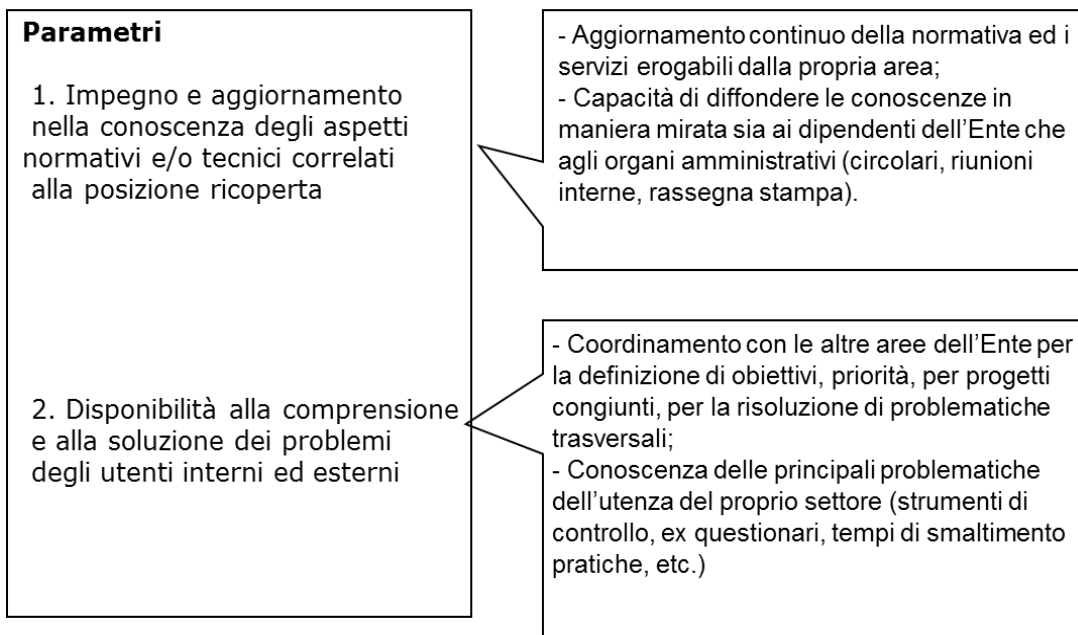 Parametri
1. Impegno e aggiornamento
nella conoscenza degli aspetti
normativi e/o tecnici correlati
alla posizione ricoperta
- Aggiornamento continuo della normativa ed i
servizi erogabili dalla propria area;
- Capacità di diffondere le conoscenze in
maniera mirata sia ai dipendenti dell'Ente che
agli organi amministrativi (circolari, riunioni
interne, rassegna stampa).
2. Disponibilità alla comprensione
e alla soluzione dei problemi
degli utenti interni ed esterni
- Coordinamento con le altre aree dell'Ente per
la definizione di obiettivi, priorità, per progetti
congiunti, per la risoluzione di problematiche
trasversali;
- Conoscenza delle principali problematiche
dell'utenza del proprio settore (strumenti di
controllo, ex questionari, tempi di smaltimento
pratiche, etc.)